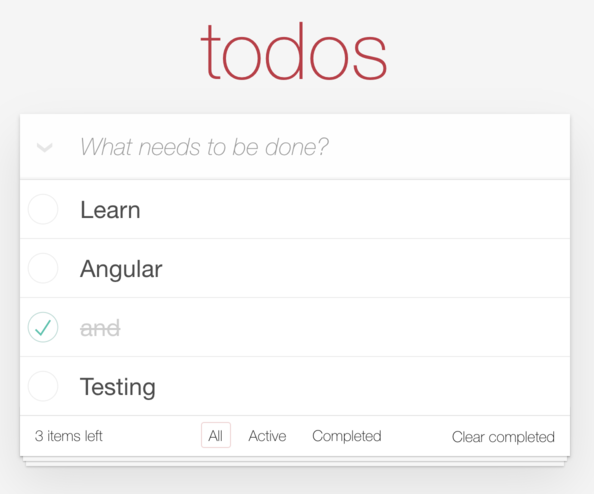 todos
What needs to be done?
Learn
Angular
and
Testing
3 items left All Active Completed Clear completed